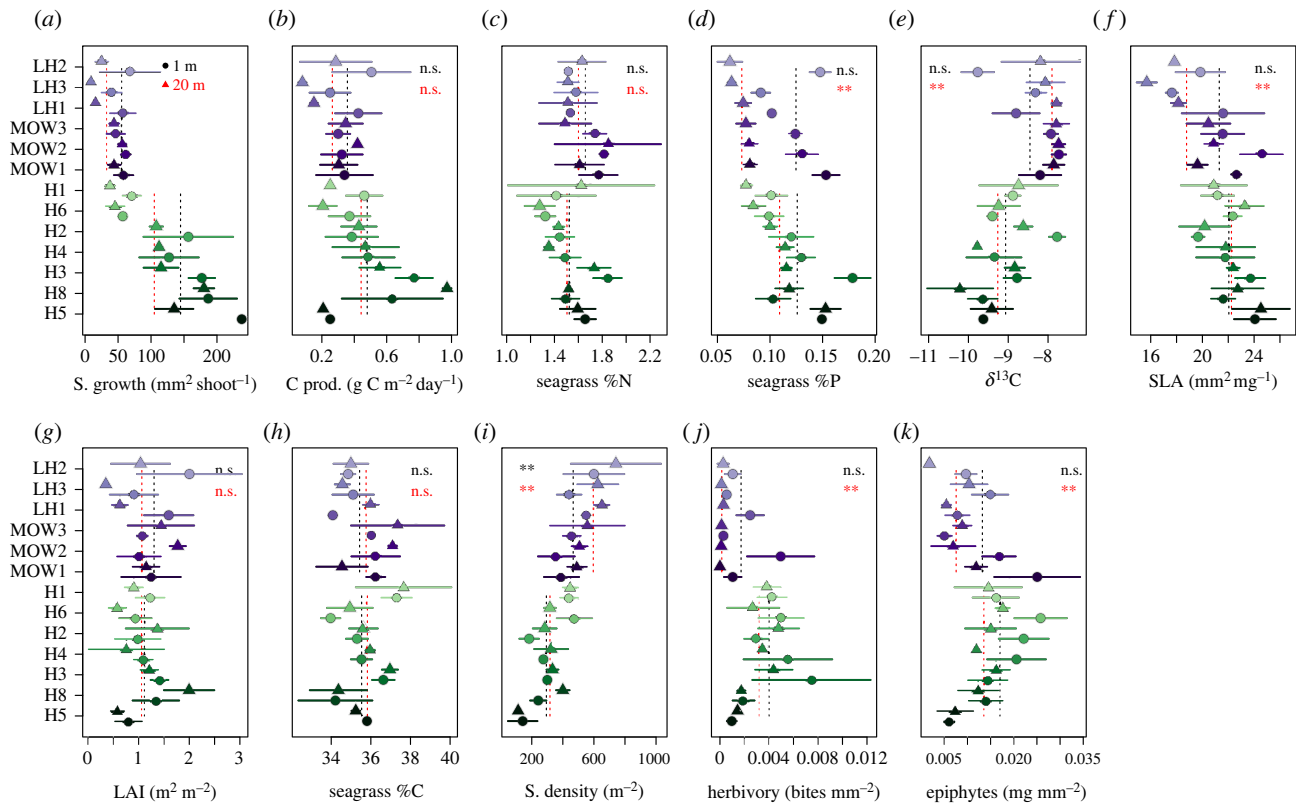 (a) (b) (c) (d) (e) (f)
LH2
LH3
LH1
MOW3
MOW2
MOW1
H1
H6
H2
H4
H3
H8
H5
1 m
20 m
n.s.
n.s.
n.s.
n.s.
n.s.
**
n.s.
**
n.s.
**
0 50 100 200
S. growth (mm² shoot⁻¹)
0.2 0.6 1.0
C prod. (g C m⁻² day⁻¹)
1.0 1.4 1.8 2.2
seagrass %N
0.05 0.10 0.15 0.20
seagrass %P
−11 −10 −9 −8
δ¹³C
16 20 24
SLA (mm² mg⁻¹)
(g) (h) (i) (j) (k)
LH2
LH3
LH1
MOW3
MOW2
MOW1
H1
H6
H2
H4
H3
H8
H5
n.s.
n.s.
n.s.
n.s.
**
**
n.s.
**
n.s.
**
0 1 2 3
LAI (m² m⁻²)
34 36 38 40
seagrass %C
200 600 1000
S. density (m⁻²)
0 0.004 0.008 0.012
herbivory (bites mm⁻²)
0.005 0.020 0.035
epiphytes (mg mm⁻²)